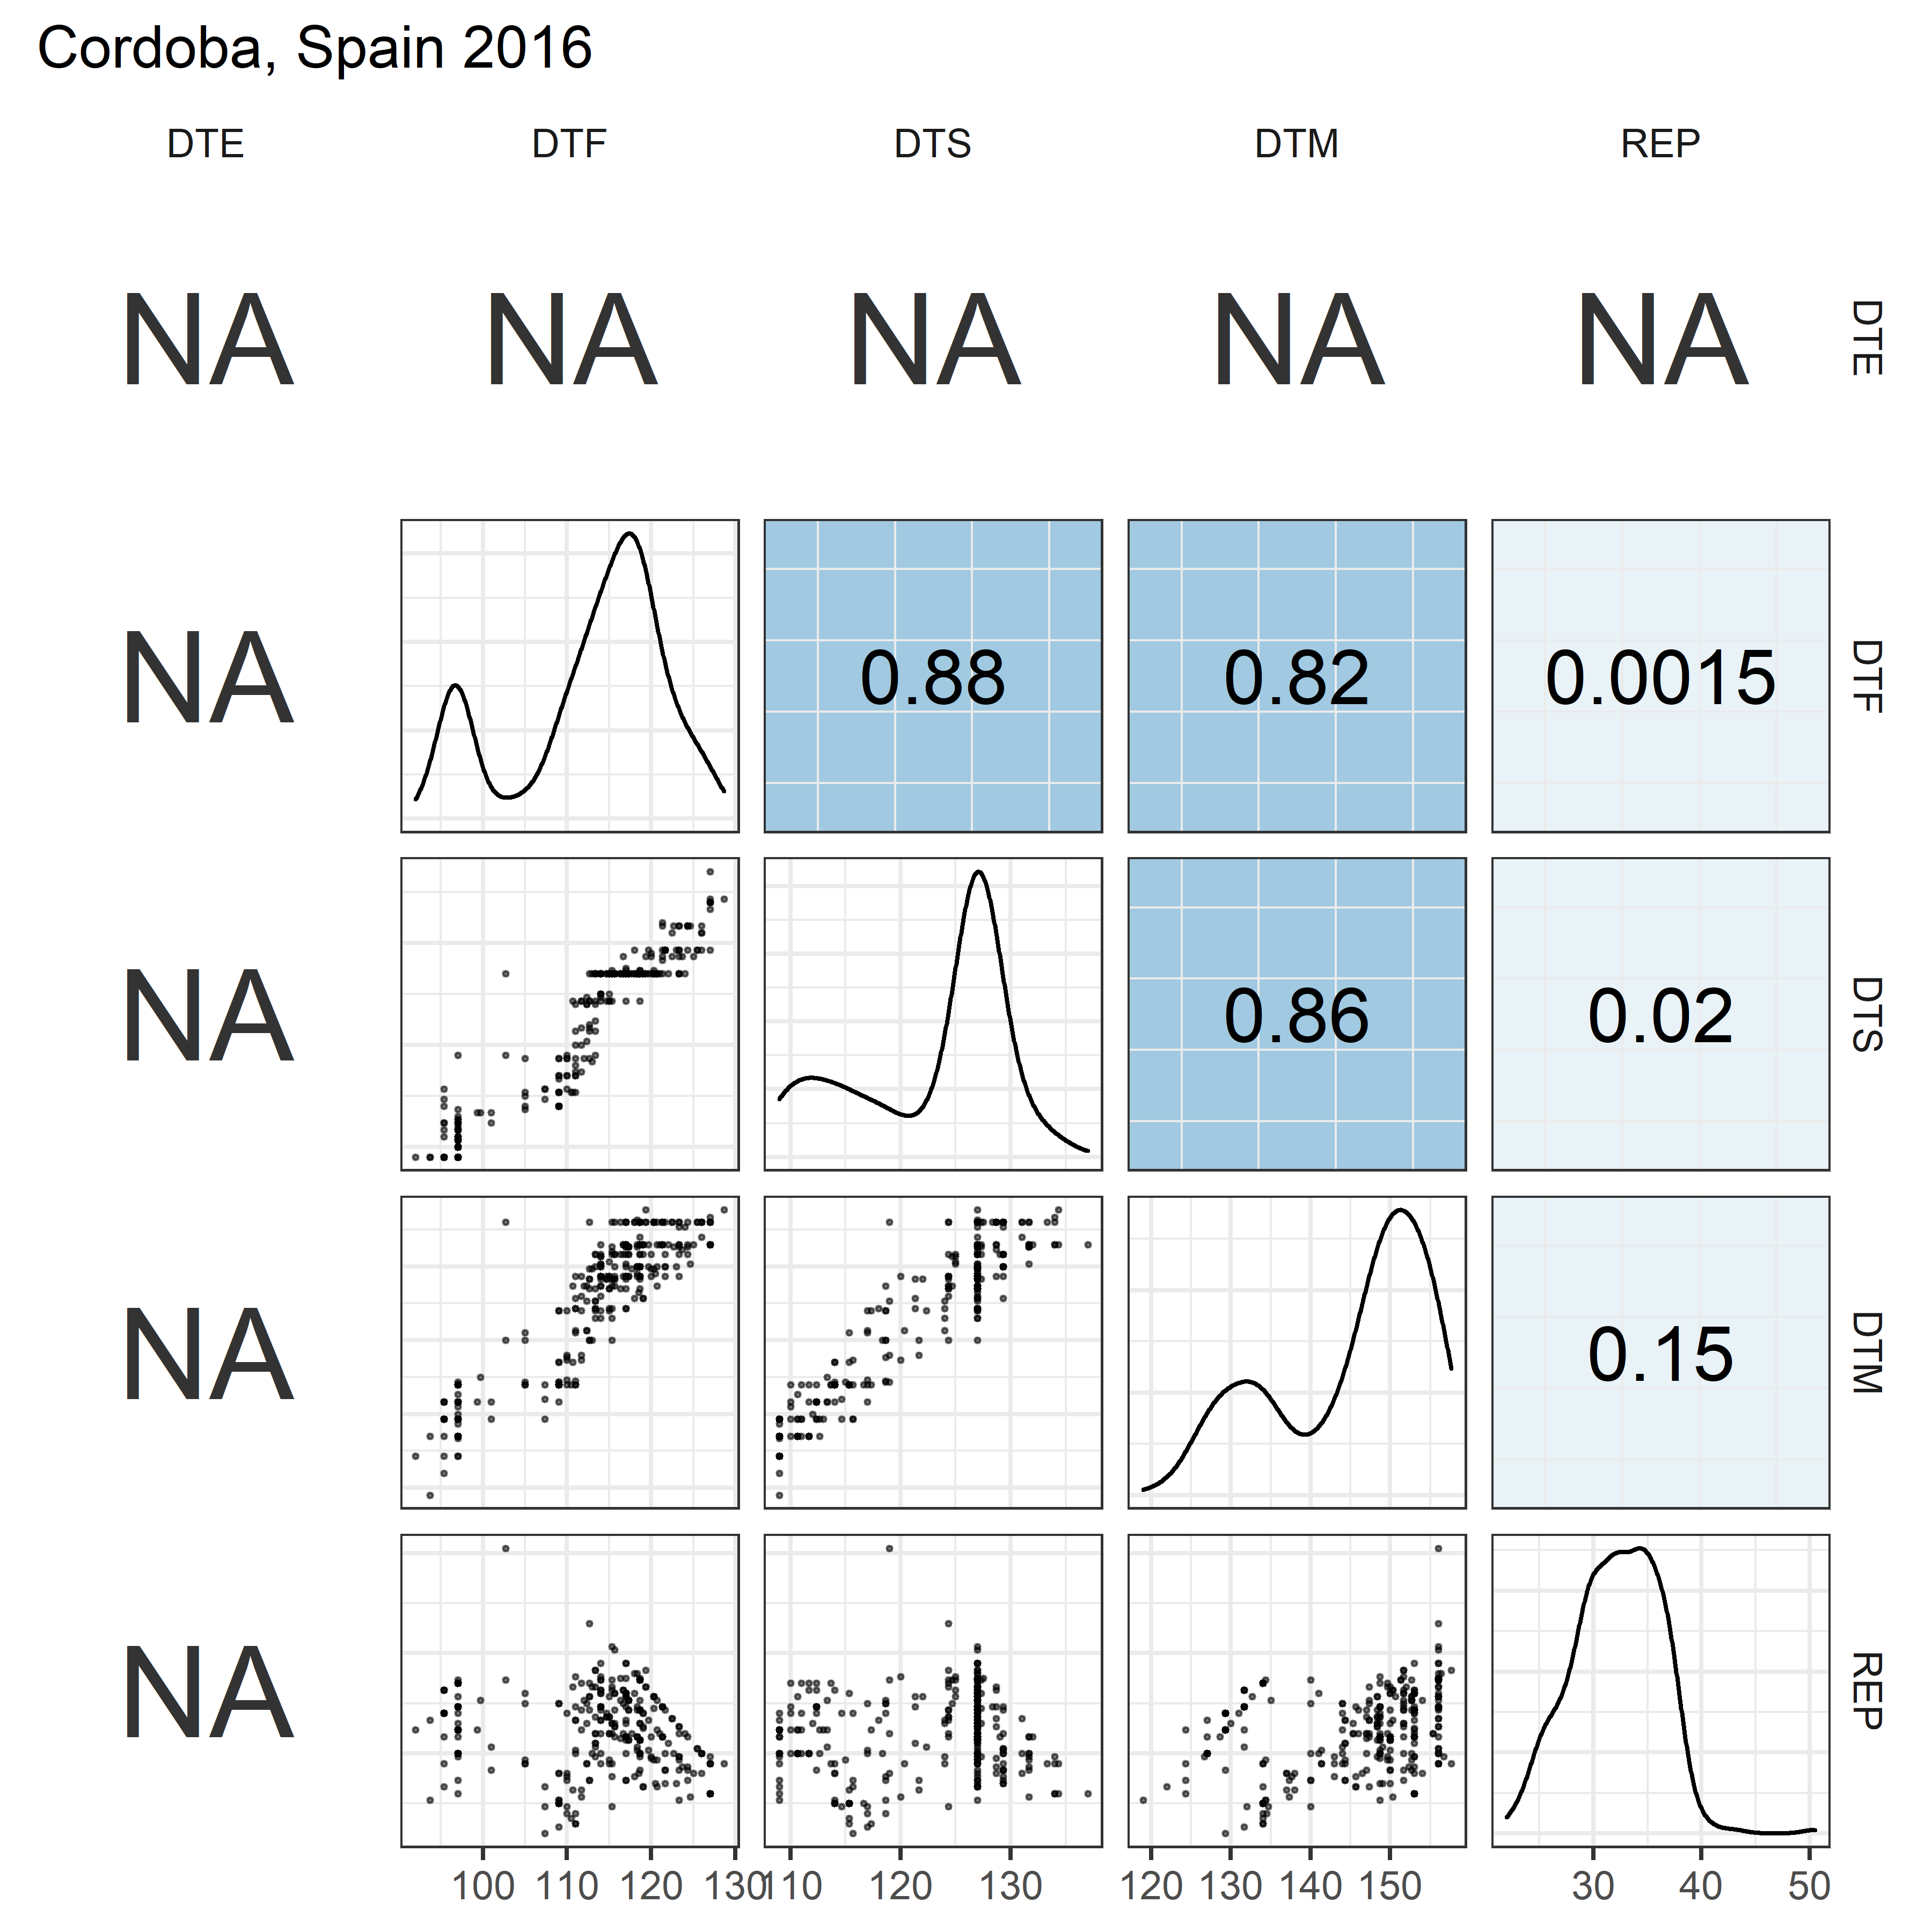 Cordoba, Spain 2016
DTE DTF DTS DTM REP
NA NA NA NA NA DTE
NA 0.88 0.82 0.0015 DTF
NA 0.86 0.02 DTS
NA 0.15 DTM
NA REP
100 110 120 130 110 120 130 120 130 140 150 30 40 50